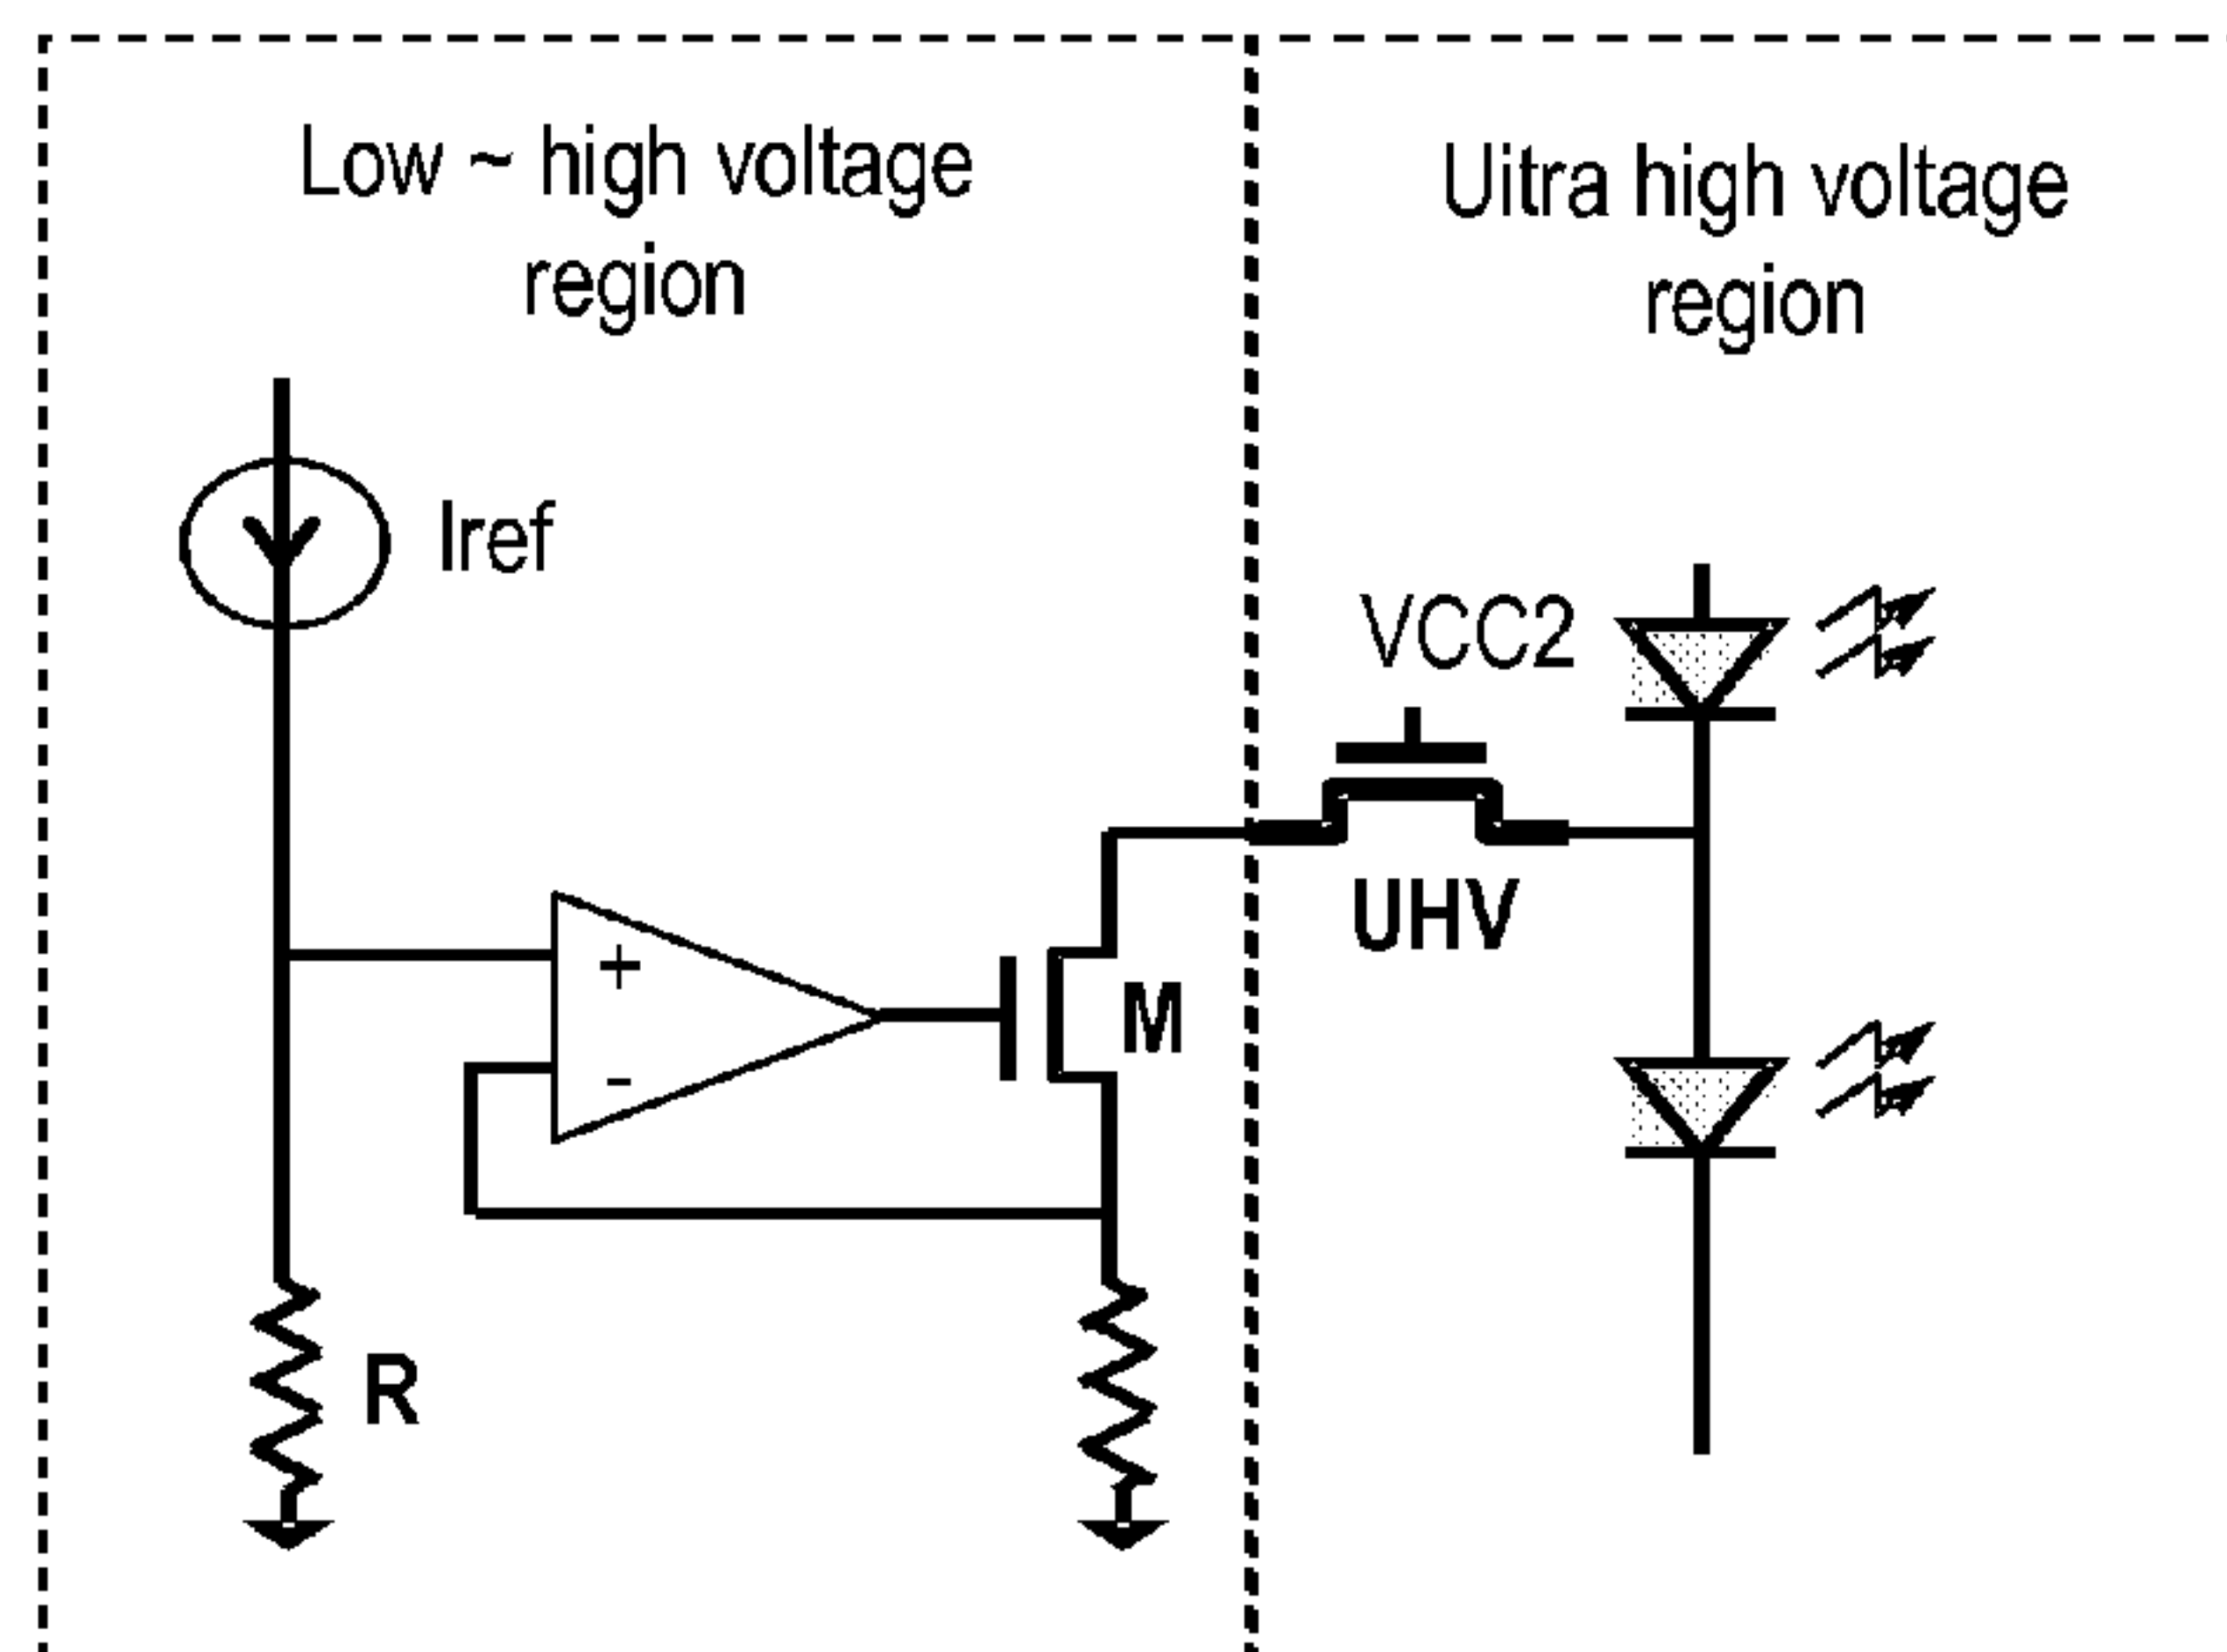 Low ~ high voltage
region
Uitra high voltage
region
Iref
VCC2
UHV
+
-
M
R